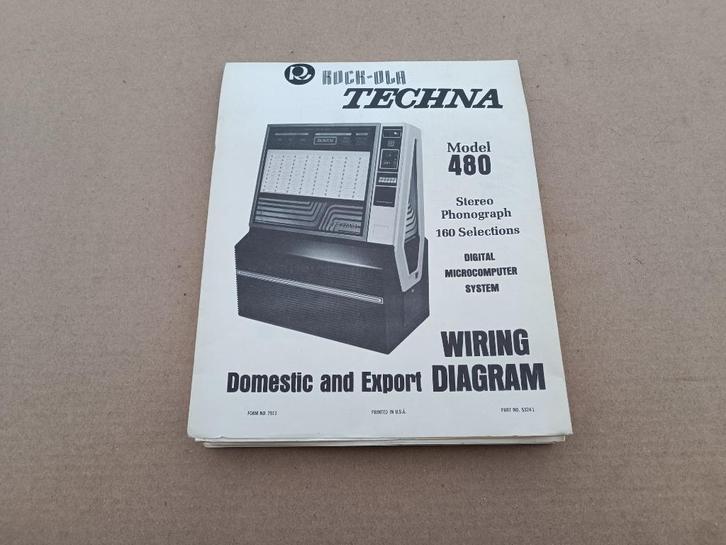 R ROCK-OLA
TECHNA
Model
480
Stereo
Phonograph
160 Selections
DIGITAL
MICROCOMPUTER
SYSTEM
WIRING
Domestic and Export DIAGRAM
PRINTED IN U.S.A.